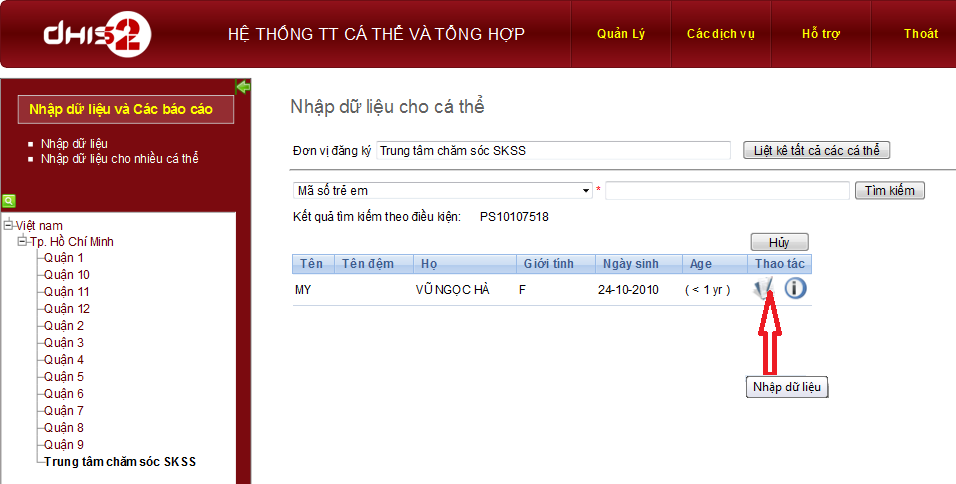 dhis2
HỆ THỐNG TT CÁ THỂ VÀ TỔNG HỢP
Quản Lý
Các dịch vụ
Hỗ trợ
Thoát
Nhập dữ liệu và Các báo cáo
Nhập dữ liệu
Nhập dữ liệu cho nhiều cá thể
Việt nam
Tp. Hồ Chí Minh
Quận 1
Quận 10
Quận 11
Quận 12
Quận 2
Quận 3
Quận 4
Quận 5
Quận 6
Quận 7
Quận 8
Quận 9
Trung tâm chăm sóc SKSS
Nhập dữ liệu cho cá thể
Đơn vị đăng ký Trung tâm chăm sóc SKSS Liệt kê tất cả các cá thể
Mã số trẻ em * Tìm kiếm
Kết quả tìm kiếm theo điều kiện: PS10107518
Hủy
Tên Tên đệm Họ Giới tính Ngày sinh Age Thao tác
MY VŨ NGỌC HÀ F 24-10-2010 ( < 1 yr )
Nhập dữ liệu